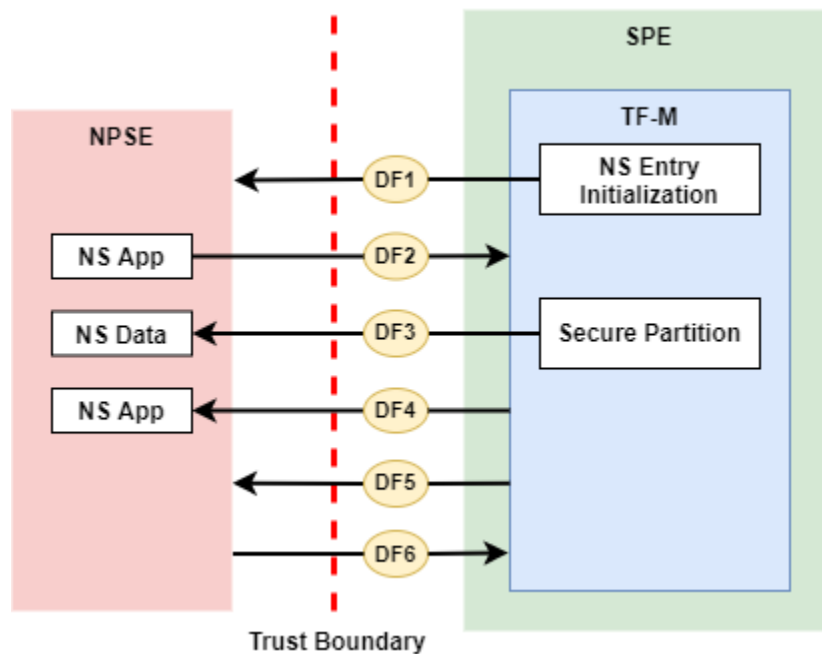 SPE
TF-M
NPSE
NS Entry
Initialization
DF1
NS App
DF2
NS Data
DF3
Secure Partition
NS App
DF4
DF5
DF6
Trust Boundary